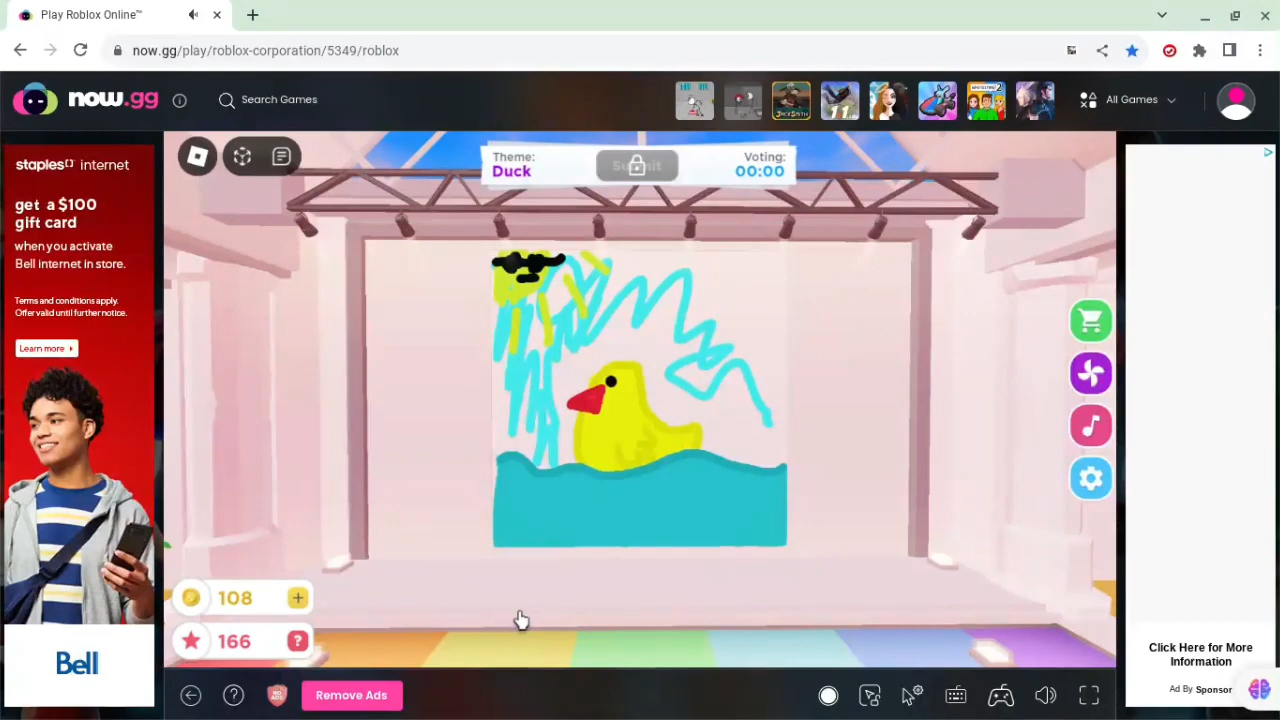 Play Roblox Online™
now.gg/play/roblox-corporation/5349/roblox
now.gg
Search Games
All Games
staples internet
get a $100
gift card
when you activate
Bell internet in store.
Terms and conditions apply.
Offer valid until further notice.
Learn more
Bell
Theme:
Duck
Submit
Voting:
00:00
108
+
166
?
Remove Ads
Click Here for More
Information
Ad By Sponsor